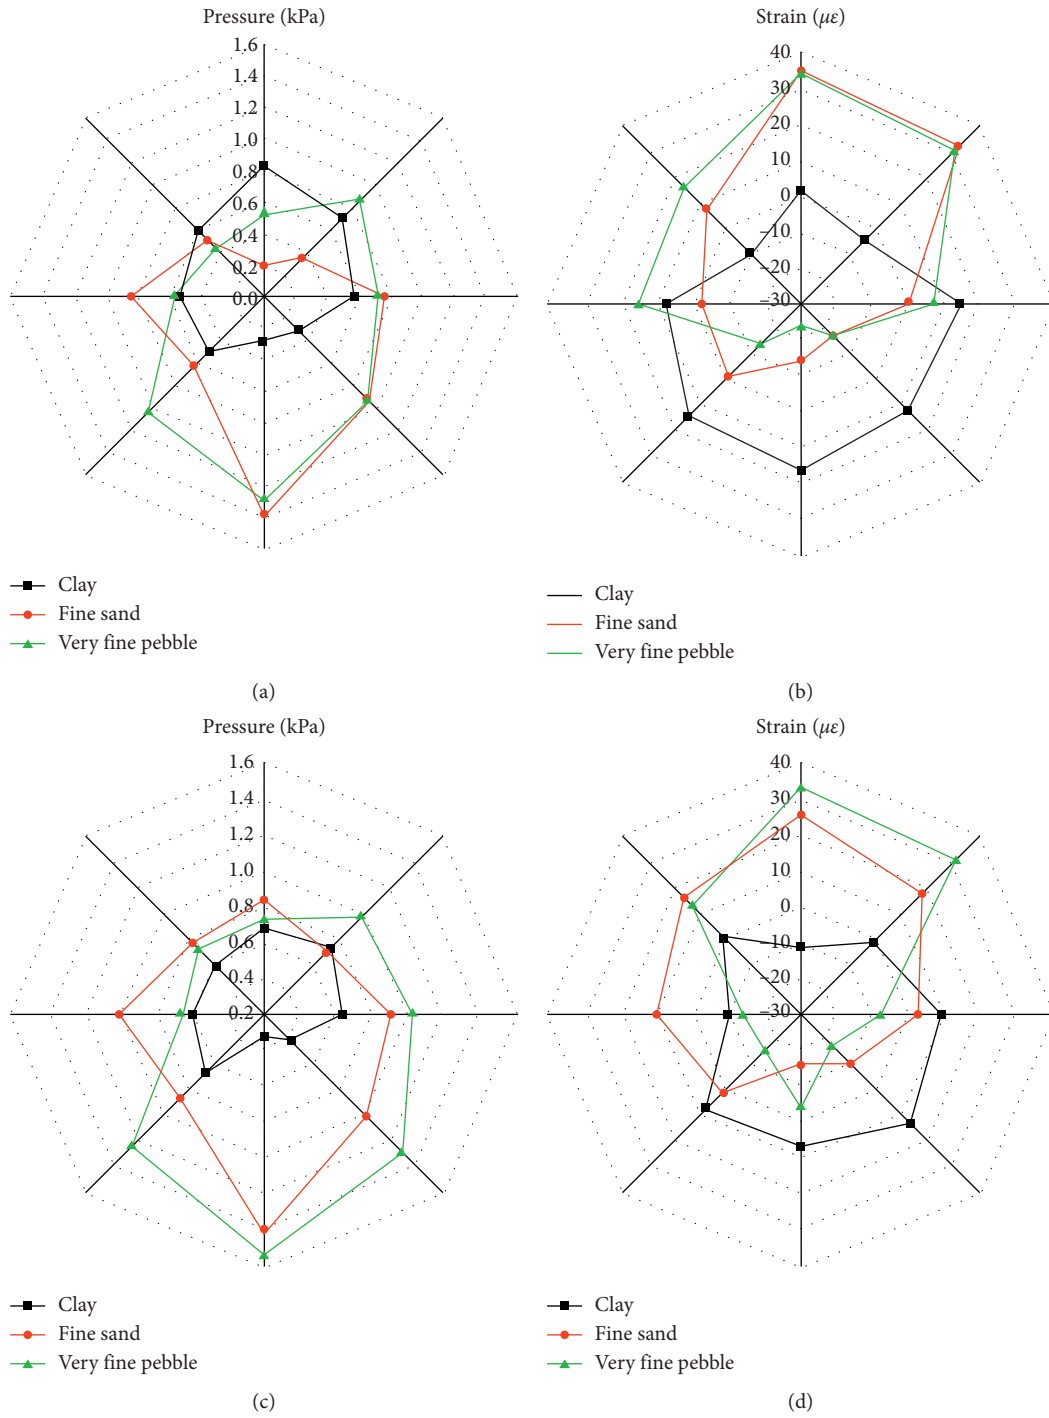 Pressure (kPa)
1.6
1.4
1.2
1.0
0.8
0.6
0.4
0.2
0.0
Clay
Fine sand
Very fine pebble
(a)
Strain (με)
40
30
20
10
0
−10
−20
−30
Clay
Fine sand
Very fine pebble
(b)
Pressure (kPa)
1.6
1.4
1.2
1.0
0.8
0.6
0.4
0.2
Clay
Fine sand
Very fine pebble
(c)
Strain (με)
40
30
20
10
0
−10
−20
−30
Clay
Fine sand
Very fine pebble
(d)